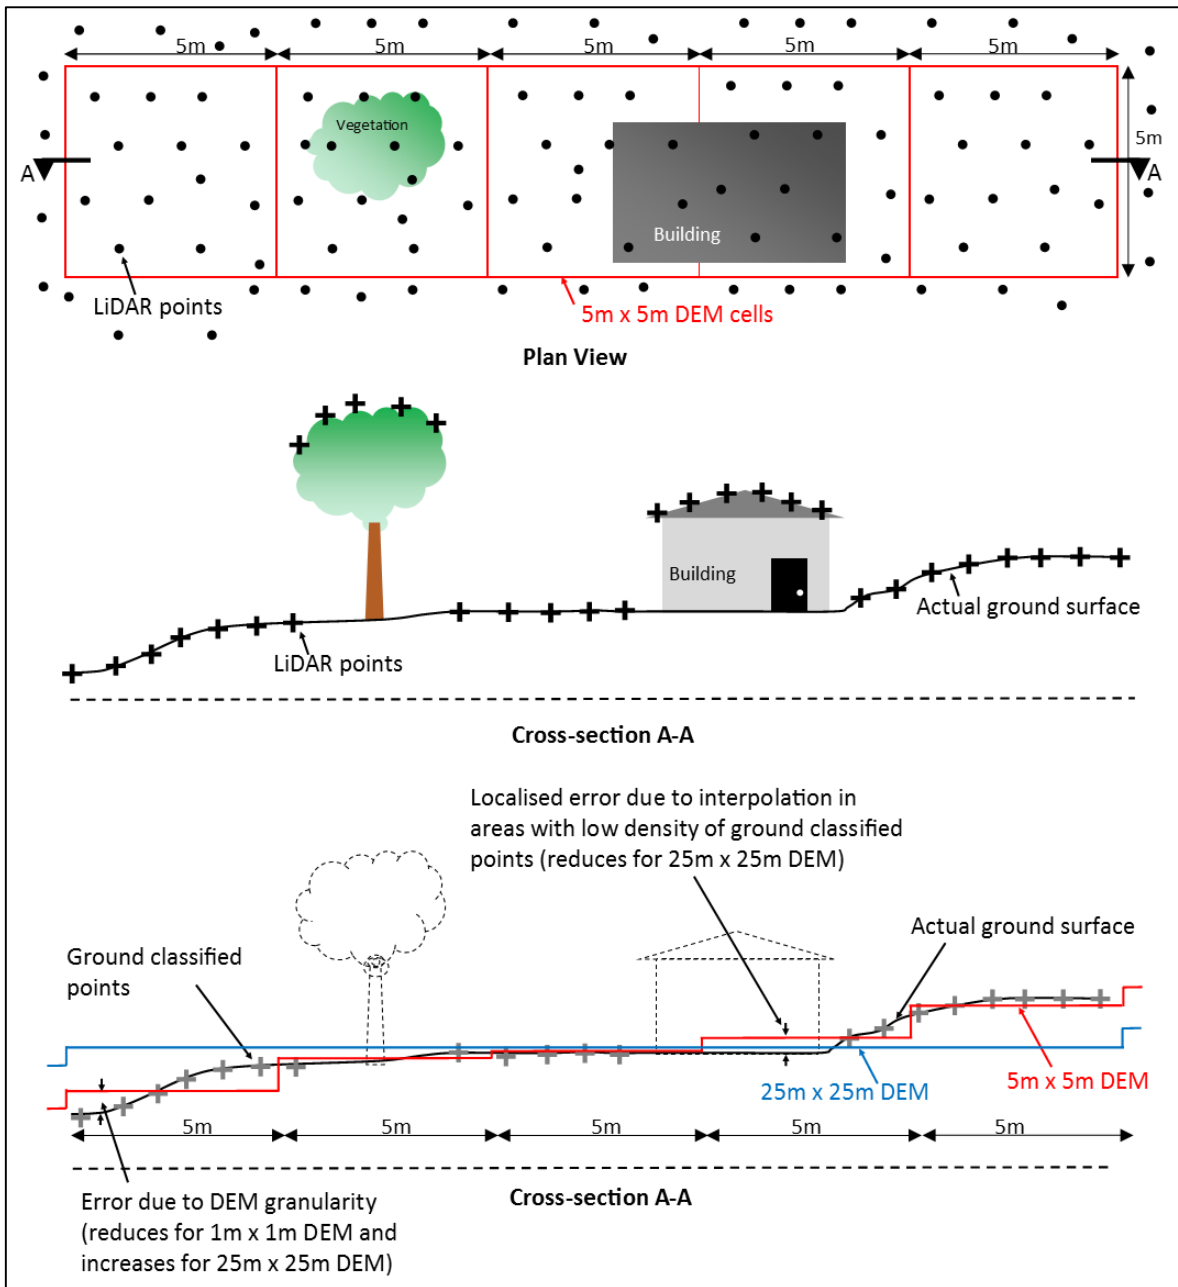 5m
5m
5m
5m
5m
Vegetation
5m
A
A
Building
LiDAR points
5m x 5m DEM cells
Plan View
Building
Actual ground surface
LiDAR points
Cross-section A-A
Localised error due to interpolation in
areas with low density of ground classified
points (reduces for 25m x 25m DEM)
Actual ground surface
Ground classified
points
25m x 25m DEM
5m x 5m DEM
5m
5m
5m
5m
5m
Cross-section A-A
Error due to DEM granularity
(reduces for 1m x 1m DEM and
increases for 25m x 25m DEM)